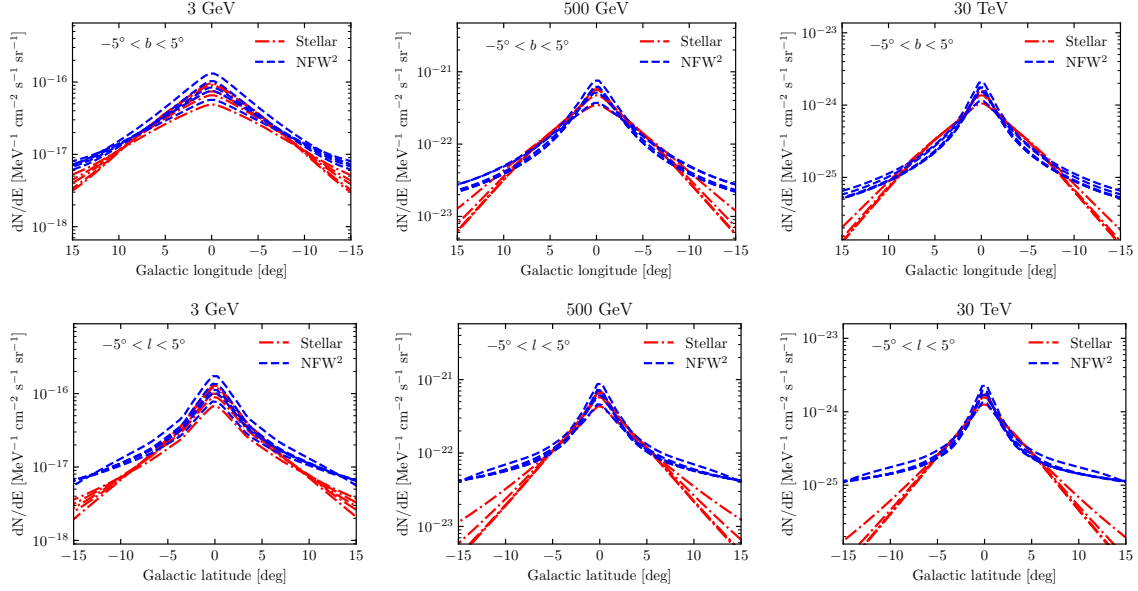 3 GeV
dN/dE [MeV⁻¹ cm⁻² s⁻¹ sr⁻¹]
10⁻¹⁶
10⁻¹⁷
10⁻¹⁸
−5° < b < 5°
Stellar
NFW²
15 10 5 0 −5 −10 −15
Galactic longitude [deg]
500 GeV
dN/dE [MeV⁻¹ cm⁻² s⁻¹ sr⁻¹]
10⁻²¹
10⁻²²
10⁻²³
−5° < b < 5°
Stellar
NFW²
15 10 5 0 −5 −10 −15
Galactic longitude [deg]
30 TeV
dN/dE [MeV⁻¹ cm⁻² s⁻¹ sr⁻¹]
10⁻²³
10⁻²⁴
10⁻²⁵
−5° < b < 5°
Stellar
NFW²
15 10 5 0 −5 −10 −15
Galactic longitude [deg]
3 GeV
dN/dE [MeV⁻¹ cm⁻² s⁻¹ sr⁻¹]
10⁻¹⁶
10⁻¹⁷
10⁻¹⁸
−5° < l < 5°
Stellar
NFW²
−15 −10 −5 0 5 10 15
Galactic latitude [deg]
500 GeV
dN/dE [MeV⁻¹ cm⁻² s⁻¹ sr⁻¹]
10⁻²¹
10⁻²²
10⁻²³
−5° < l < 5°
Stellar
NFW²
−15 −10 −5 0 5 10 15
Galactic latitude [deg]
30 TeV
dN/dE [MeV⁻¹ cm⁻² s⁻¹ sr⁻¹]
10⁻²³
10⁻²⁴
10⁻²⁵
−5° < l < 5°
Stellar
NFW²
−15 −10 −5 0 5 10 15
Galactic latitude [deg]